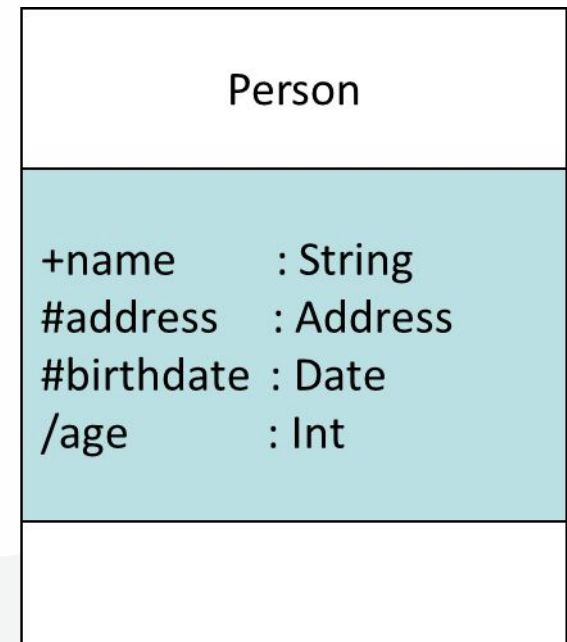 Person
+name : String
#address : Address
#birthdate : Date
/age : Int